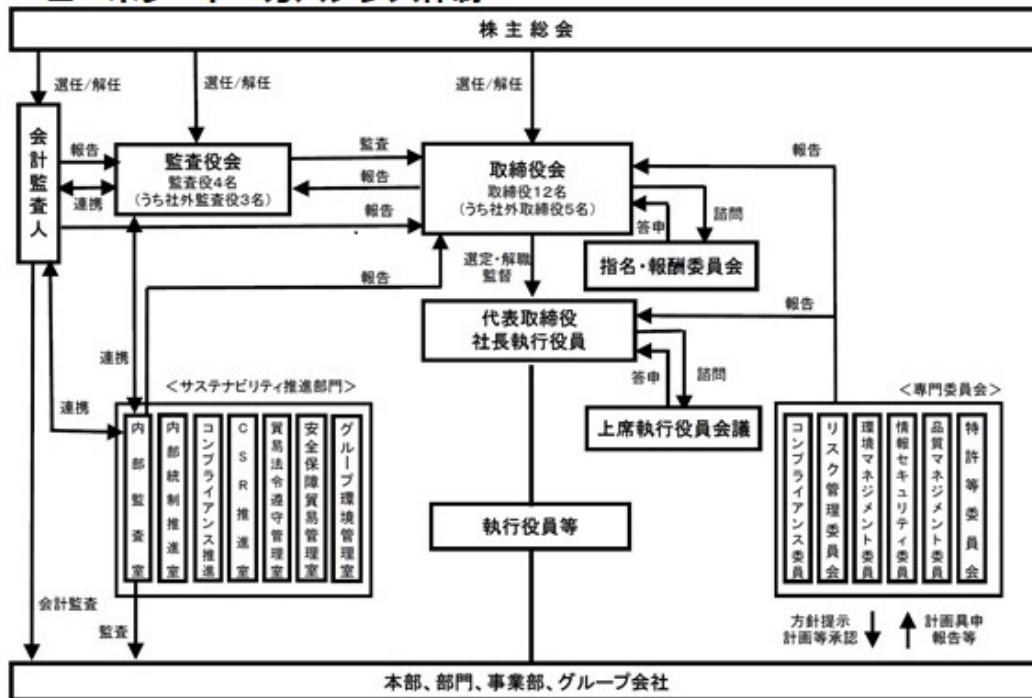 株主総会
選任/解任
選任/解任
選任/解任
会計監査人
報告
連携
監査役会
監査役4名
(うち社外監査役3名)
監査
報告
報告
取締役会
取締役12名
(うち社外取締役5名)
報告
答申
諮問
指名・報酬委員会
報告
選定・解職
監督
代表取締役
社長執行役員
報告
連携
連携
答申
諮問
上席執行役員会議
<サステナビリティ推進部門>
内部監査室
内部統制推進室
コンプライアンス推進
CSR推進室
貿易法令遵守管理室
安全保障貿易管理室
グループ環境管理室
<専門委員会>
コンプライアンス委員
リスク管理委員会
環境マネジメント委員
情報セキュリティ委員
品質マネジメント委員
特許等委員会
執行役員等
会計監査
監査
方針提示
計画等承認
計画具申
報告等
本部、部門、事業部、グループ会社